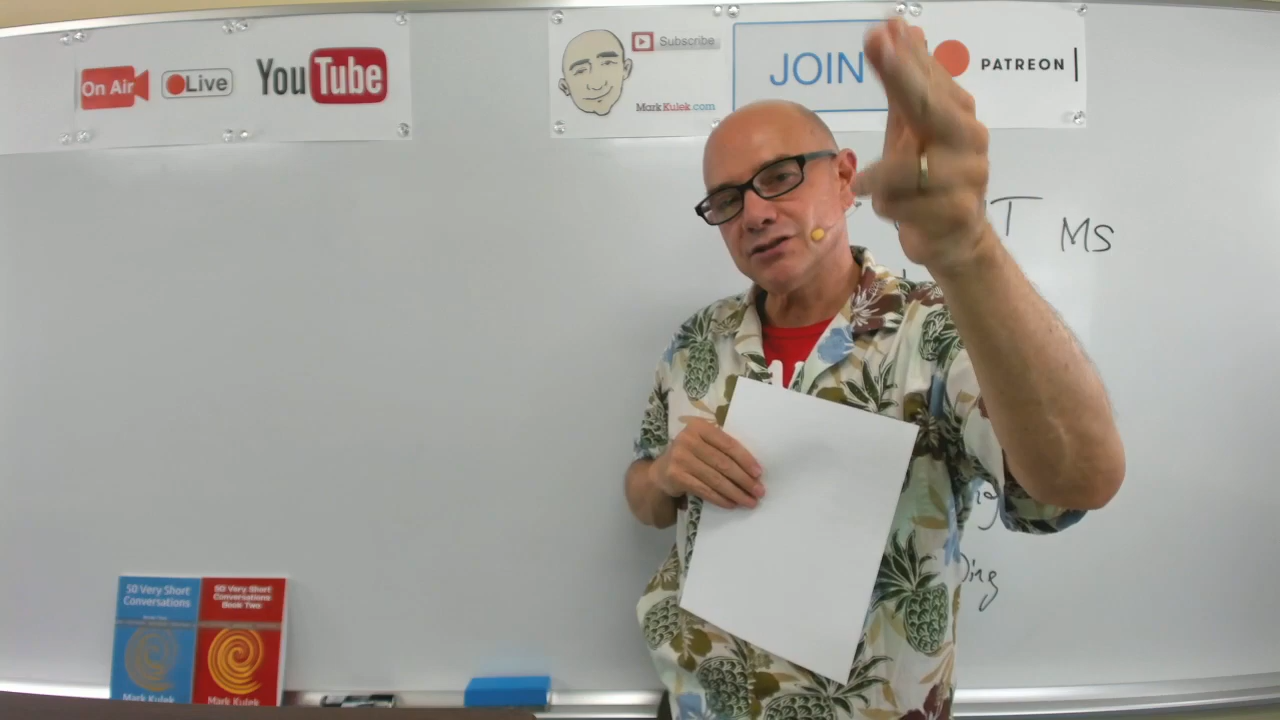 On Air
Live
YouTube
Subscribe
MarkKulek.com
JOIN
PATREON
MS
50 Very Short
Conversations
Mark Kulek
50 Very Short
Conversations
Book Two
Mark Kulek